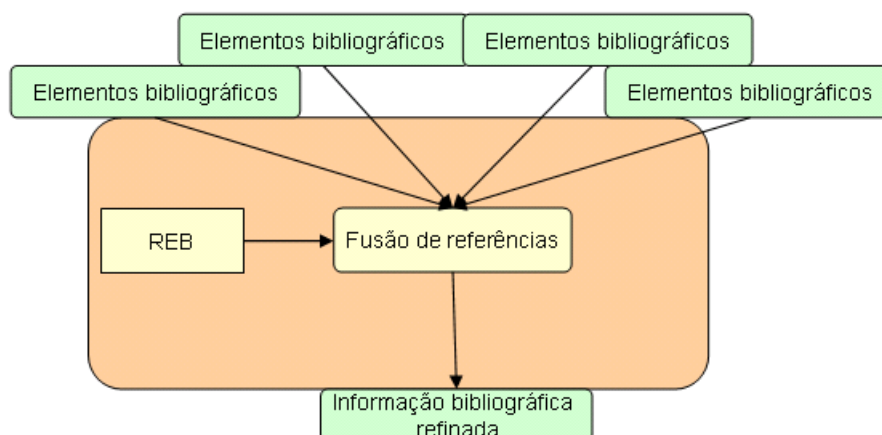 Elementos bibliográficos
Elementos bibliográficos
Elementos bibliográficos
Elementos bibliográficos
REB
Fusão de referências
Informação bibliográfica
refinada